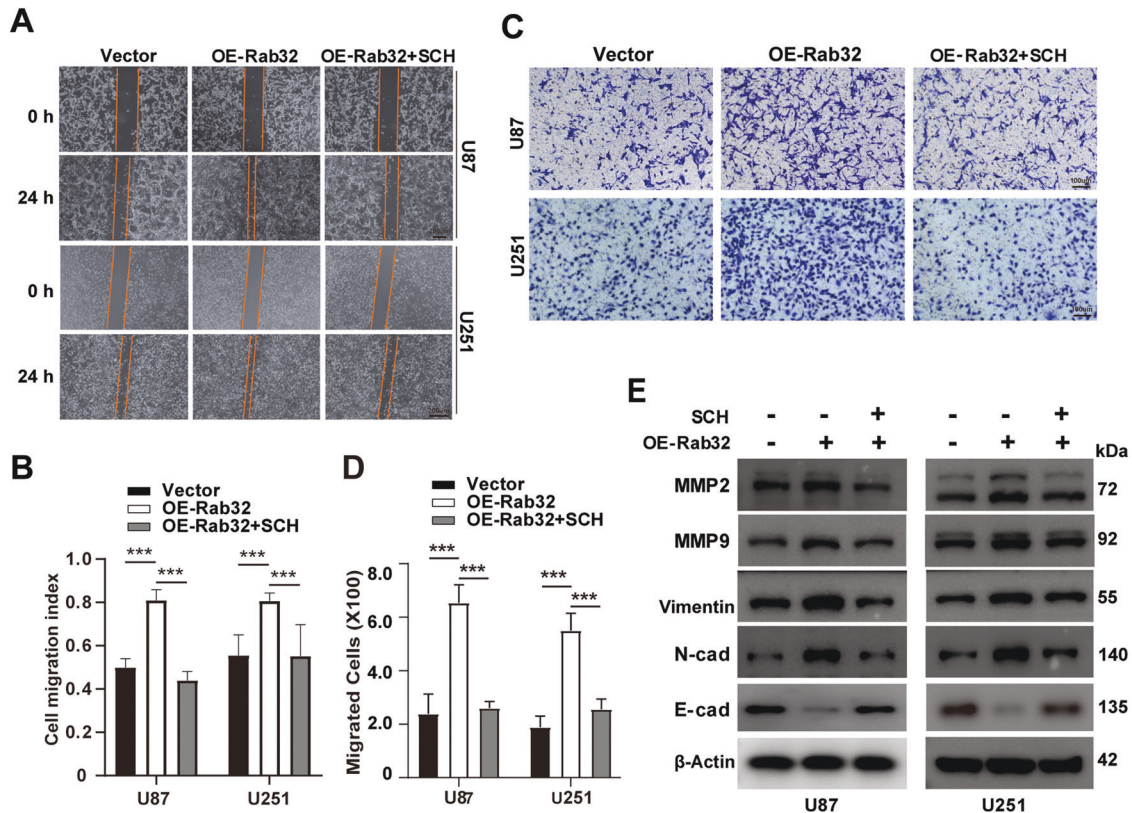 A
Vector OE-Rab32 OE-Rab32+SCH
0 h
24 h
U87
0 h
24 h
U251
B
Vector
OE-Rab32
OE-Rab32+SCH
Cell migration index
1.0
0.8
0.6
0.4
0.2
0
*** *** *** ***
U87 U251
C
Vector OE-Rab32 OE-Rab32+SCH
U87
100um
U251
100um
D
Vector
OE-Rab32
OE-Rab32+SCH
Migrated Cells (X100)
8.0
6.0
4.0
2.0
0
*** *** *** ***
U87 U251
E
SCH - - + - - +
OE-Rab32 - + + - + + kDa
MMP2 72
MMP9 92
Vimentin 55
N-cad 140
E-cad 135
β-Actin 42
U87 U251